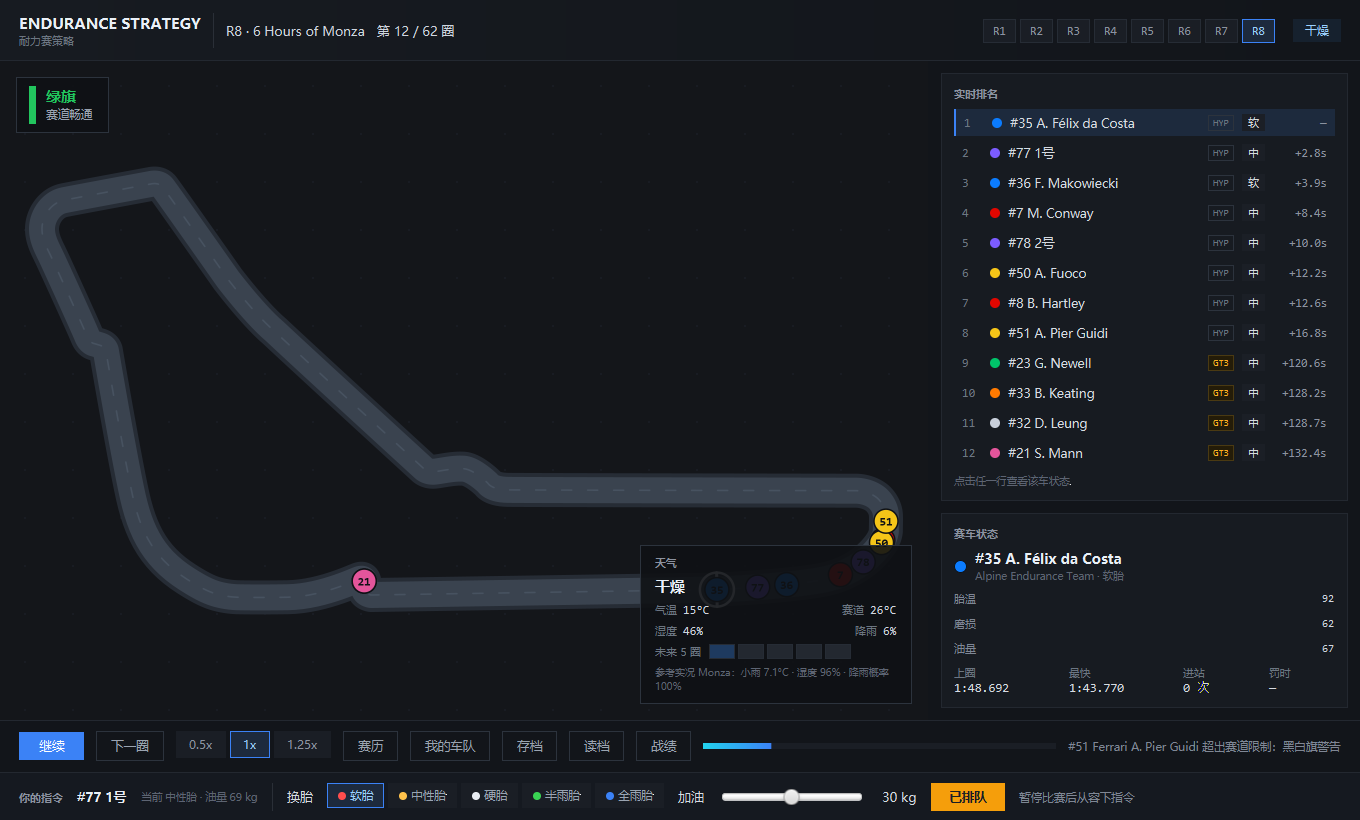 ENDURANCE STRATEGY
耐力赛策略
R8 · 6 Hours of Monza 第 12 / 62 圈
R1 R2 R3 R4 R5 R6 R7 R8 干燥
绿旗
赛道畅通
21
51
50
78
77
36
天气
干燥
气温 15°C 赛道 26°C
湿度 46% 降雨 6%
未来 5 圈
参考实况 Monza: 小雨 7.1°C · 湿度 96% · 降雨概率
100%
实时排名
1 #35 A. Félix da Costa HYP 软 —
2 #77 1号 HYP 中 +2.8s
3 #36 F. Makowiecki HYP 软 +3.9s
4 #7 M. Conway HYP 中 +8.4s
5 #78 2号 HYP 中 +10.0s
6 #50 A. Fuoco HYP 中 +12.2s
7 #8 B. Hartley HYP 中 +12.6s
8 #51 A. Pier Guidi HYP 中 +16.8s
9 #23 G. Newell GT3 中 +120.6s
10 #33 B. Keating GT3 中 +128.2s
11 #32 D. Leung GT3 中 +128.7s
12 #21 S. Mann GT3 中 +132.4s
点击任一行查看该车状态.
赛车状态
#35 A. Félix da Costa
Alpine Endurance Team · 软胎
胎温 92
磨损 62
油量 67
上圈 最快 进站 罚时
1:48.692 1:43.770 0 次 —
继续 下一圈 0.5x 1x 1.25x 赛历 我的车队 存档 读档 战绩 #51 Ferrari A. Pier Guidi 超出赛道限制: 黑白旗警告
你的指令 #77 1号 当前 中性胎 · 油量 69 kg 换胎 软胎 中性胎 硬胎 半雨胎 全雨胎 加油 30 kg 已排队 暂停比赛后从容下指令